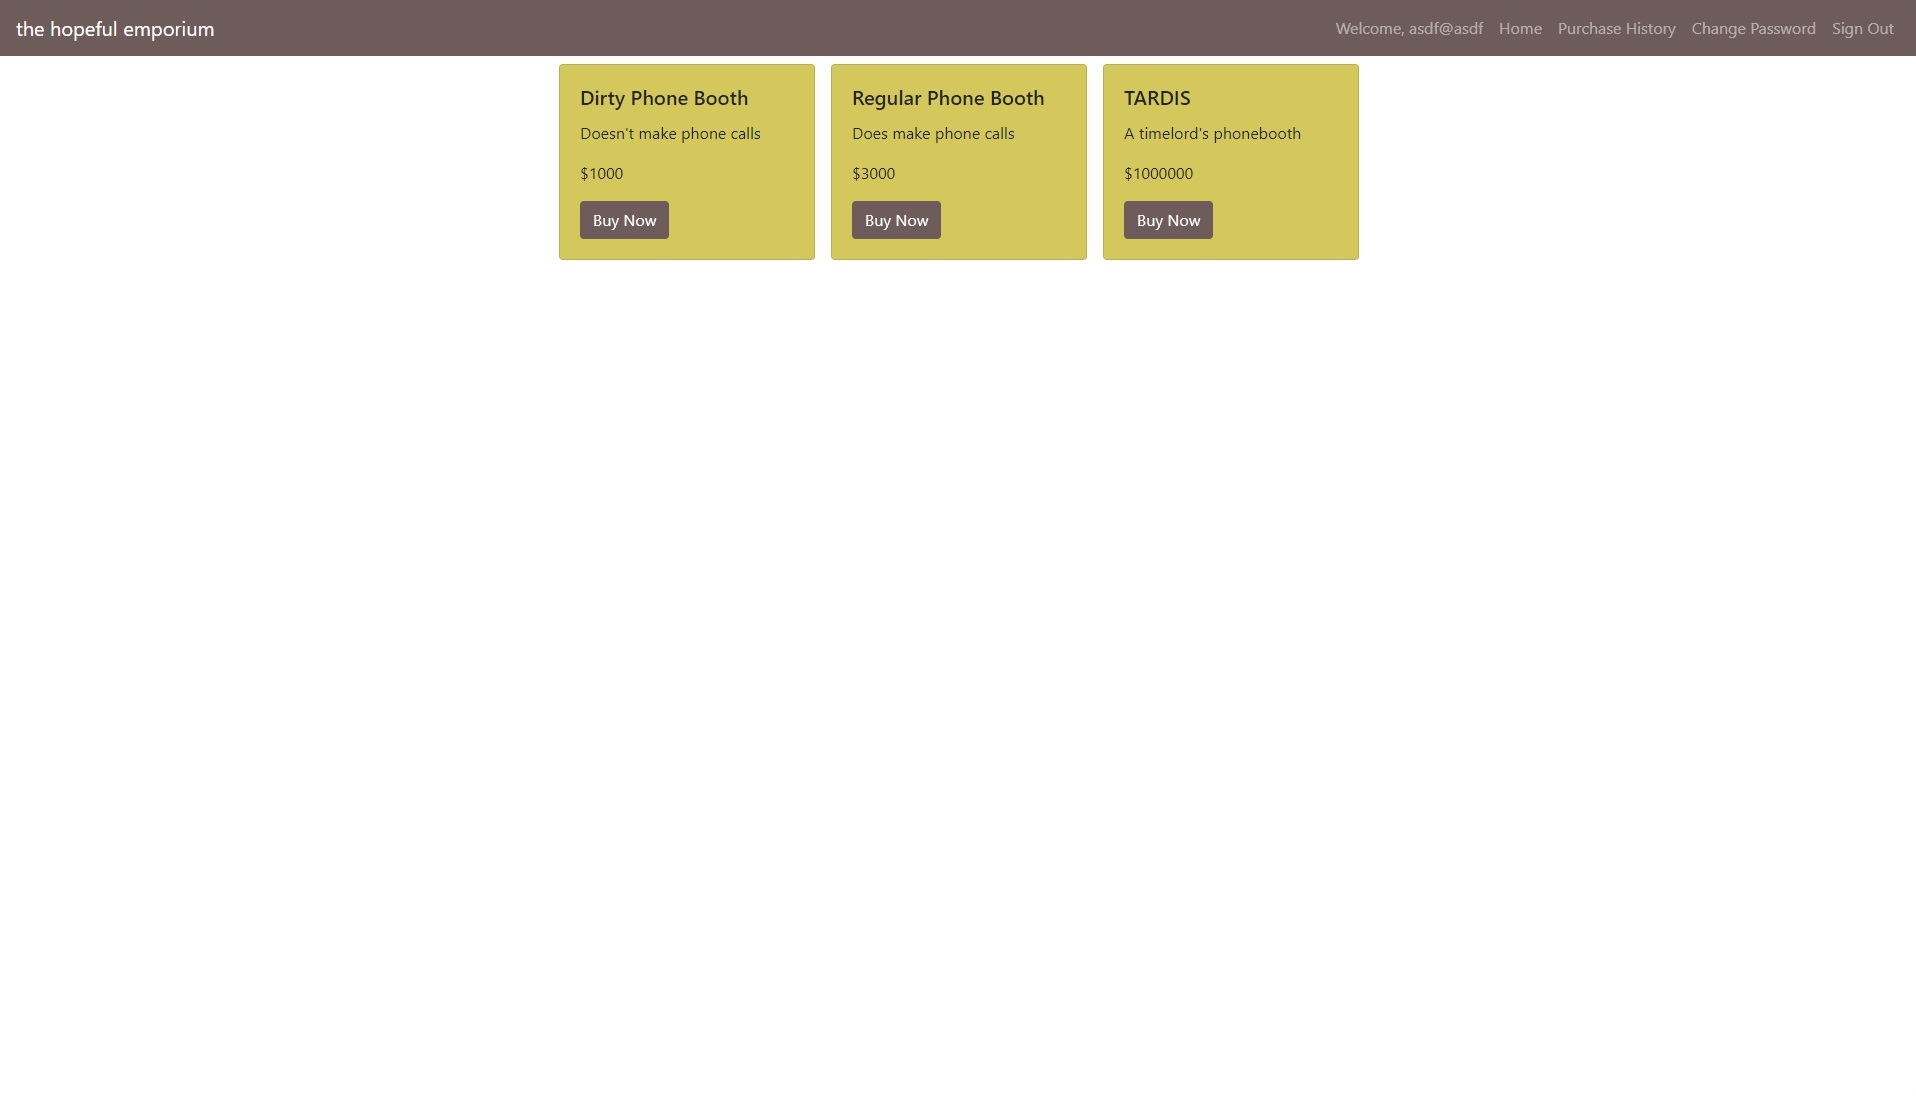 the hopeful emporium
Welcome, asdf@asdf Home Purchase History Change Password Sign Out
Dirty Phone Booth
Doesn't make phone calls
$1000
Buy Now
Regular Phone Booth
Does make phone calls
$3000
Buy Now
TARDIS
A timelord's phonebooth
$1000000
Buy Now